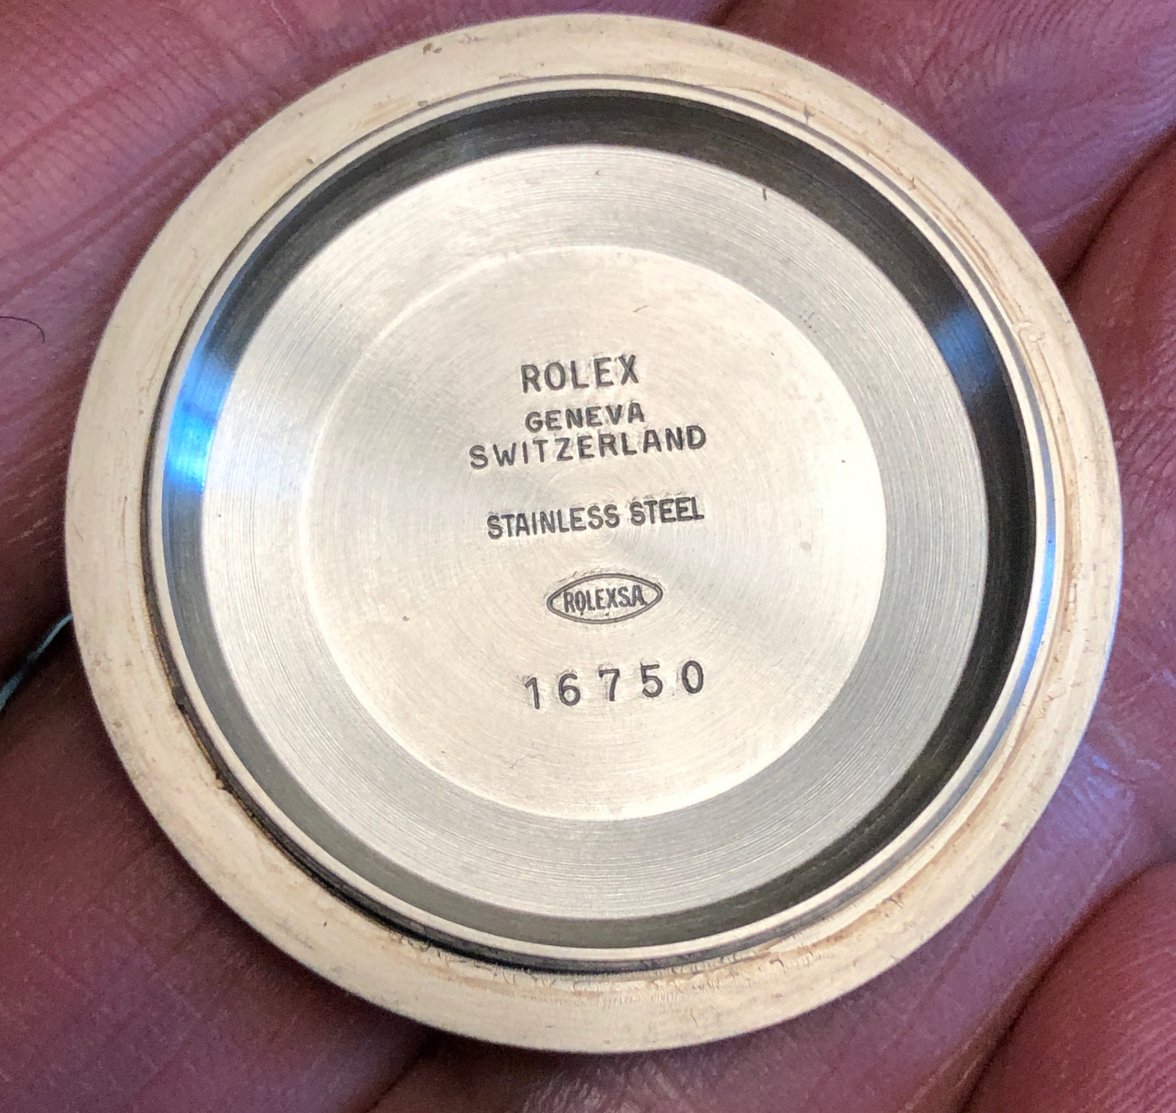 ROLEX
GENEVA
SWITZERLAND
STAINLESS STEEL
ROLEXSA
16750